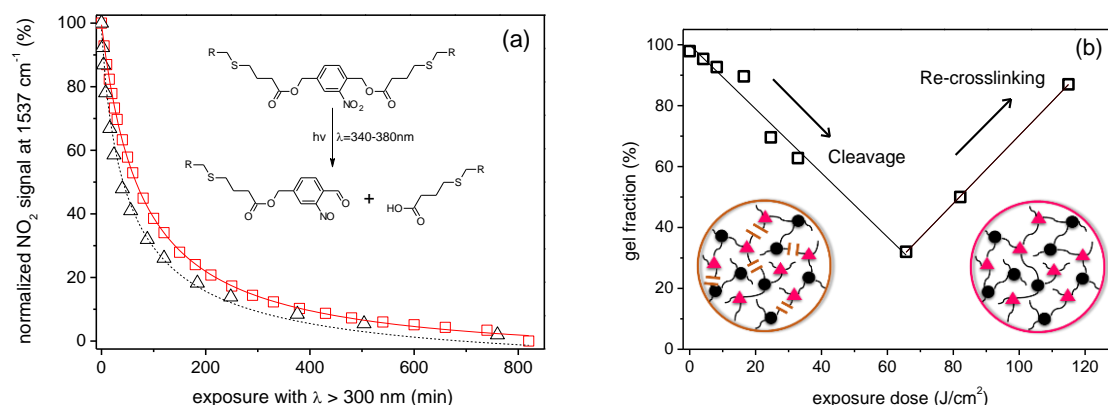 (a)
normalized NO2 signal at 1537 cm-1 (%)
100
80
60
40
20
0
0
200
400
600
800
exposure with λ > 300 nm (min)
R
R
S
S
O
O
O
NO2
O
hν
λ=340-380nm
R
R
S
S
O
O
O
NO
+
HO
O
(b)
gel fraction (%)
100
80
60
40
20
0
0
20
40
60
80
100
120
exposure dose (J/cm2)
Re-crosslinking
Cleavage